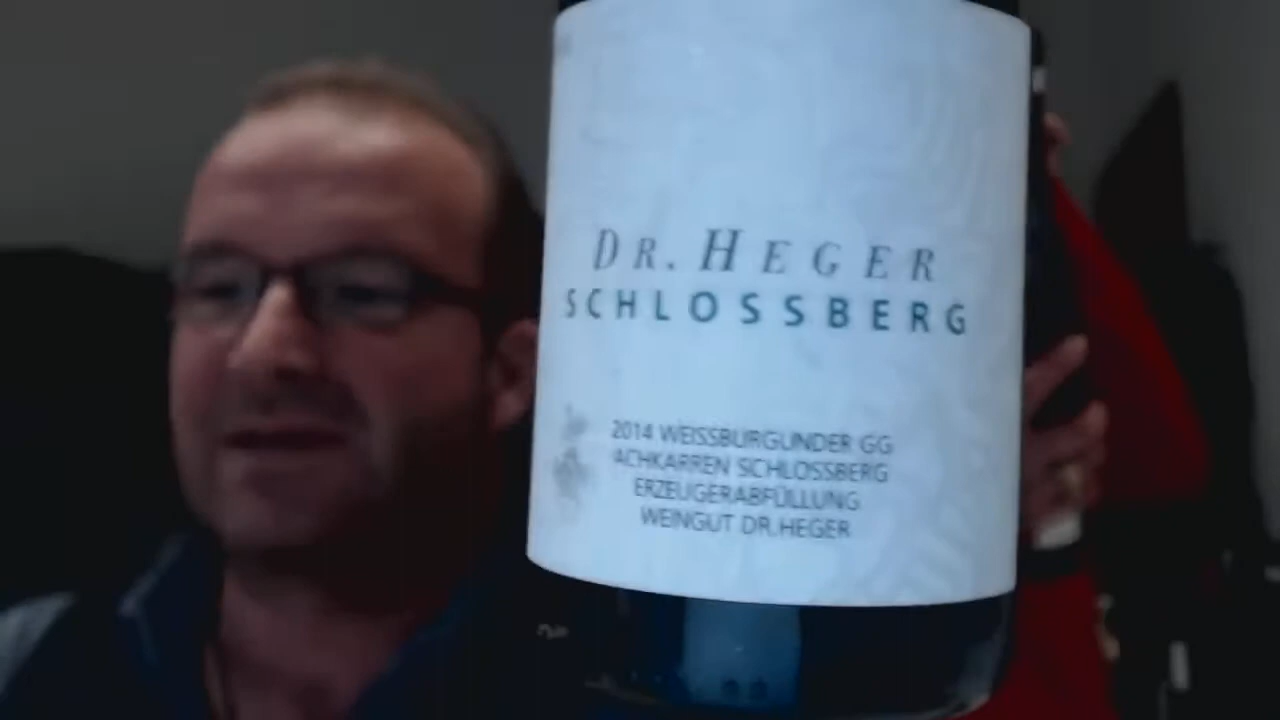 DR. HEGER
SCHLOSSBERG
2014 WEISSBURGUNDER GG
ACHKARREN SCHLOSSBERG
ERZEUGERABFÜLLUNG
WEINGUT DR. HEGER